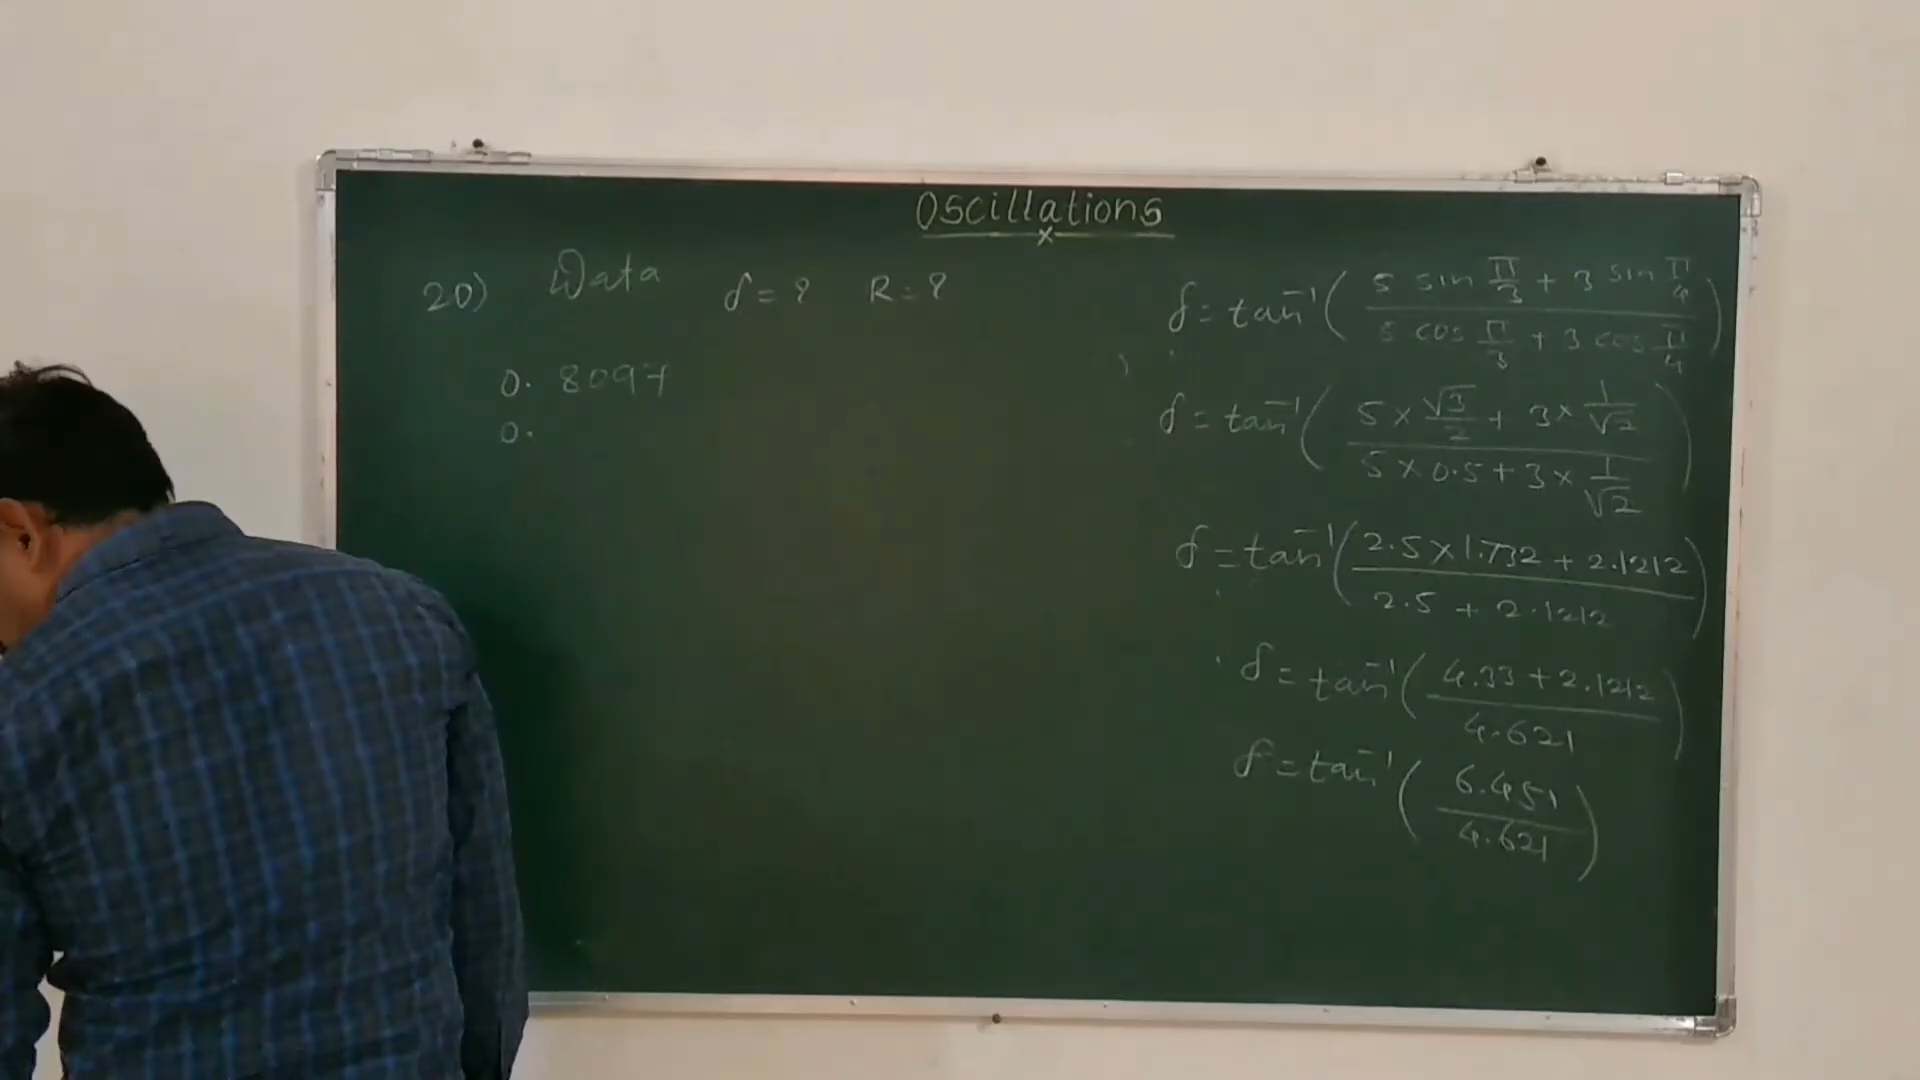 Oscillations
x
20) Data δ = ? R = ?
0. 8097
0.
δ = tan⁻¹ ( (5 sin π/3 + 3 sin π/4) / (5 cos π/3 + 3 cos π/4) )
δ = tan⁻¹ ( (5 × √3/2 + 3 × 1/√2) / (5 × 0.5 + 3 × 1/√2) )
δ = tan⁻¹ ( (2.5 × 1.732 + 2.1212) / (2.5 + 2.1212) )
δ = tan⁻¹ ( (4.33 + 2.1212) / 4.621 )
δ = tan⁻¹ ( 6.451 / 4.621 )